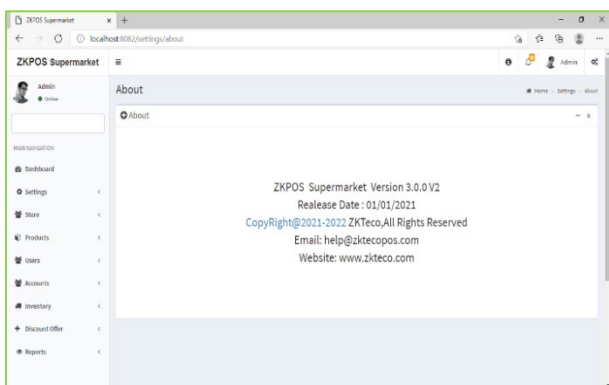 ZKPOS Supermarket
localhost:8082/settings/about
ZKPOS Supermarket
Admin
Admin
Online
About
Home > Settings > About
About
MAIN NAVIGATION
Dashboard
Settings
Store
Products
Users
Accounts
Inventory
Discount Offer
Reports
ZKPOS Supermarket Version 3.0.0 V2
Realease Date : 01/01/2021
CopyRight@2021-2022 ZKTeco,All Rights Reserved
Email: help@zktecopos.com
Website: www.zkteco.com